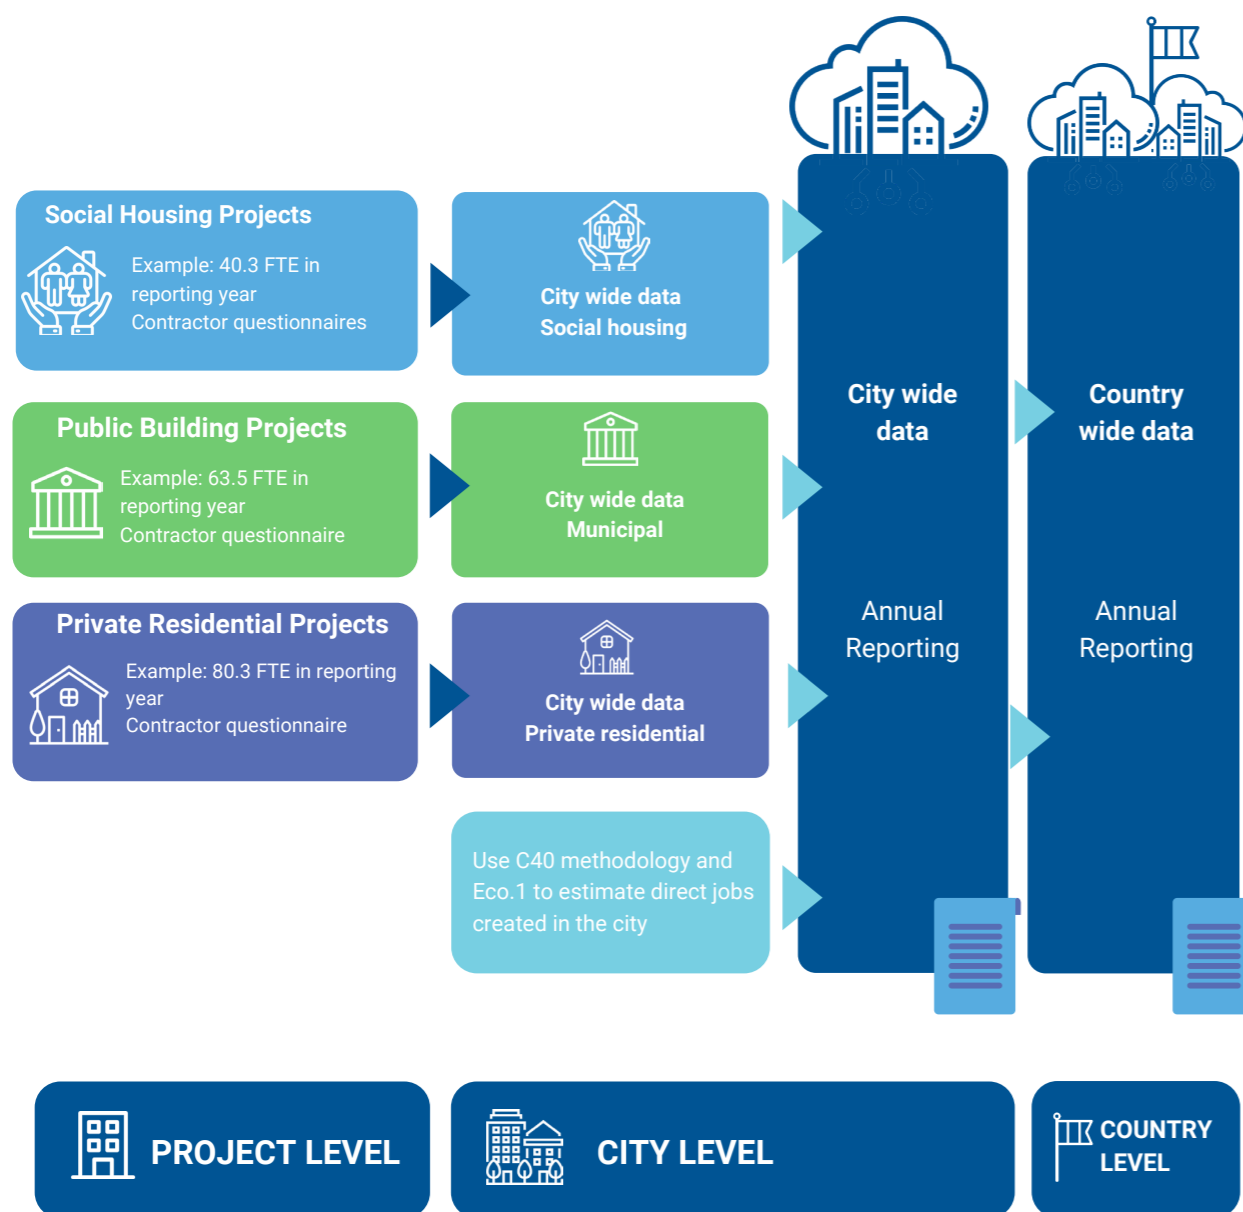 Social Housing Projects
Example: 40.3 FTE in
reporting year
Contractor questionnaires
City wide data
Social housing
Public Building Projects
Example: 63.5 FTE in
reporting year
Contractor questionnaire
City wide data
Municipal
Private Residential Projects
Example: 80.3 FTE in reporting
year
Contractor questionnaire
City wide data
Private residential
Use C40 methodology and
Eco.1 to estimate direct jobs
created in the city
City wide
data
Annual
Reporting
Country
wide data
Annual
Reporting
PROJECT LEVEL
CITY LEVEL
COUNTRY
LEVEL